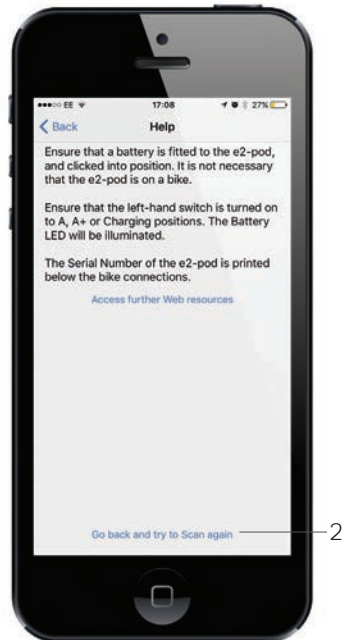 EE 17:08 27%
Back Help
Ensure that a battery is fitted to the e2-pod,
and clicked into position. It is not necessary
that the e2-pod is on a bike.
Ensure that the left-hand switch is turned on
to A, A+ or Charging positions. The Battery
LED will be illuminated.
The Serial Number of the e2-pod is printed
below the bike connections.
Access further Web resources
Go back and try to Scan again
2